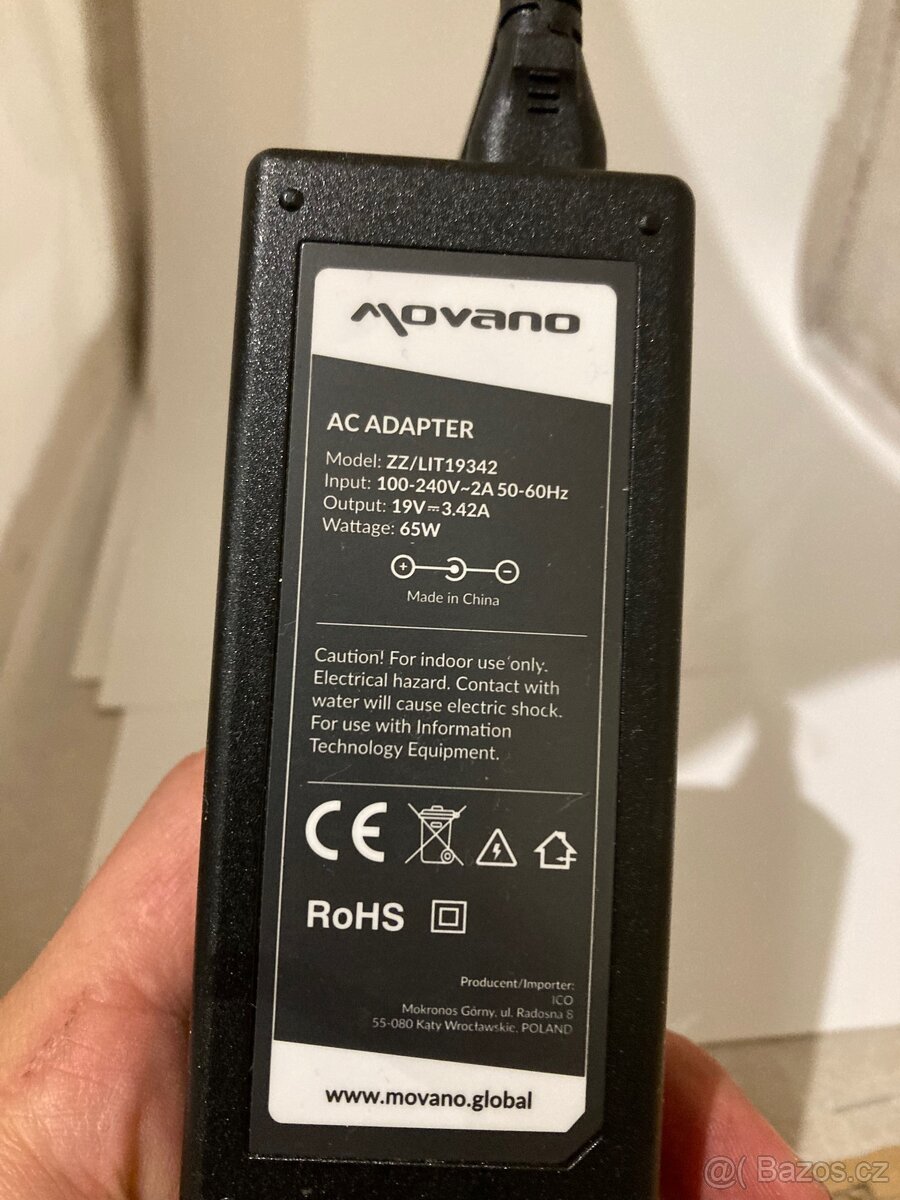 movano
AC ADAPTER
Model: ZZ/LIT19342
Input: 100-240V~2A 50-60Hz
Output: 19V⎓3.42A
Wattage: 65W
+ -
Made in China
Caution! For indoor use only.
Electrical hazard. Contact with
water will cause electric shock.
For use with Information
Technology Equipment.
CE
RoHS
Producent/Importer:
ICO
Mokronos Górny, ul. Radosna 8
55-080 Kąty Wrocławskie, POLAND
www.movano.global
@( Bazos.cz